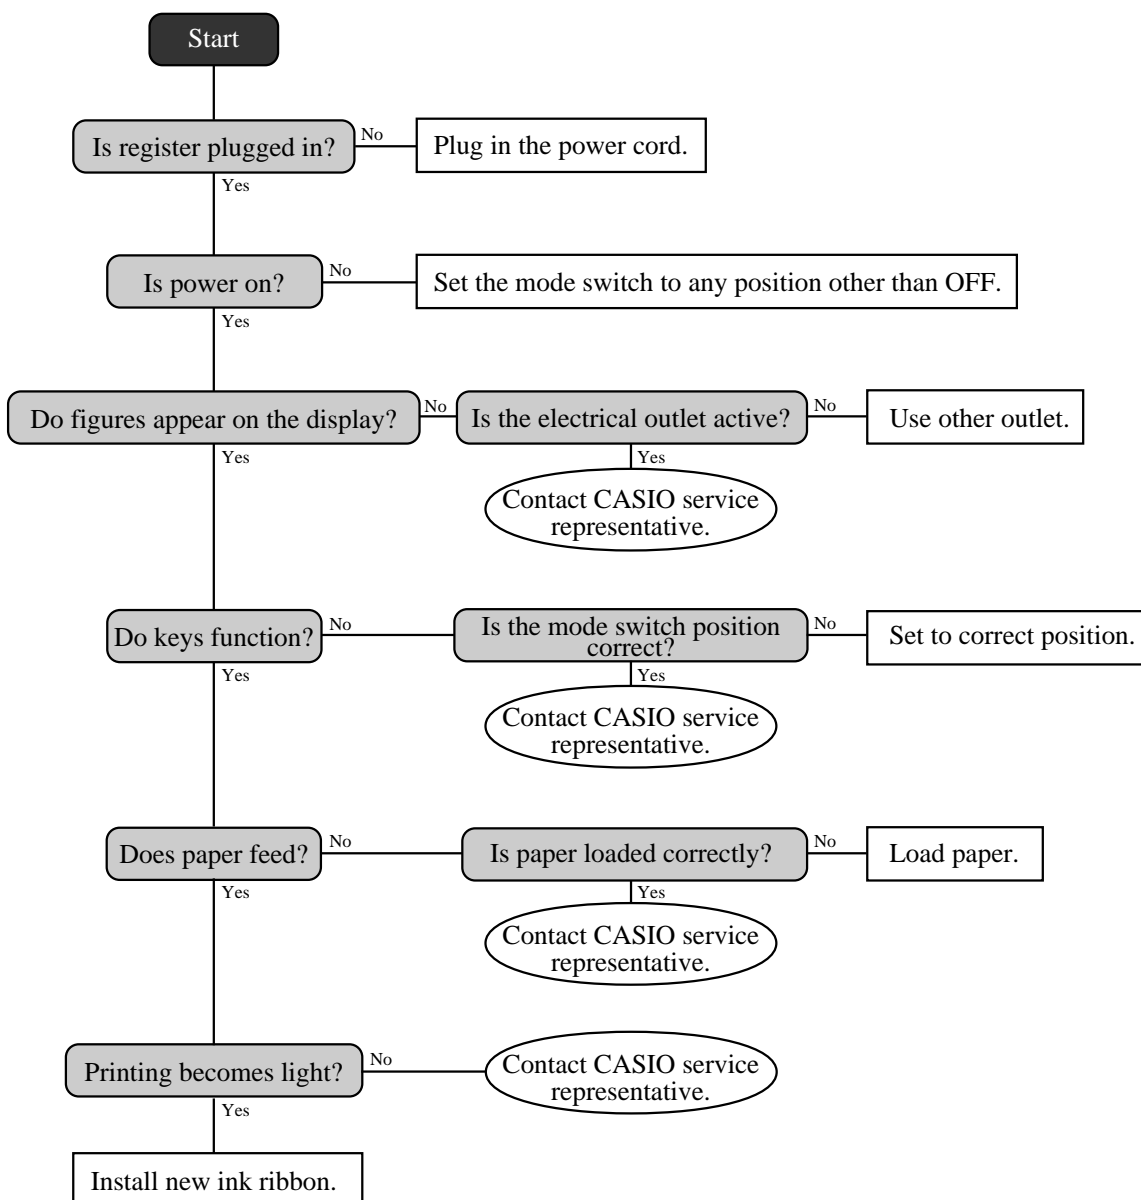 Start
Is register plugged in?
No
Plug in the power cord.
Yes
Is power on?
No
Set the mode switch to any position other than OFF.
Yes
Do figures appear on the display?
No
Is the electrical outlet active?
No
Use other outlet.
Yes
Yes
Contact CASIO service
representative.
Do keys function?
No
Is the mode switch position
correct?
No
Set to correct position.
Yes
Yes
Contact CASIO service
representative.
Does paper feed?
No
Is paper loaded correctly?
No
Load paper.
Yes
Yes
Contact CASIO service
representative.
Printing becomes light?
No
Contact CASIO service
representative.
Yes
Install new ink ribbon.